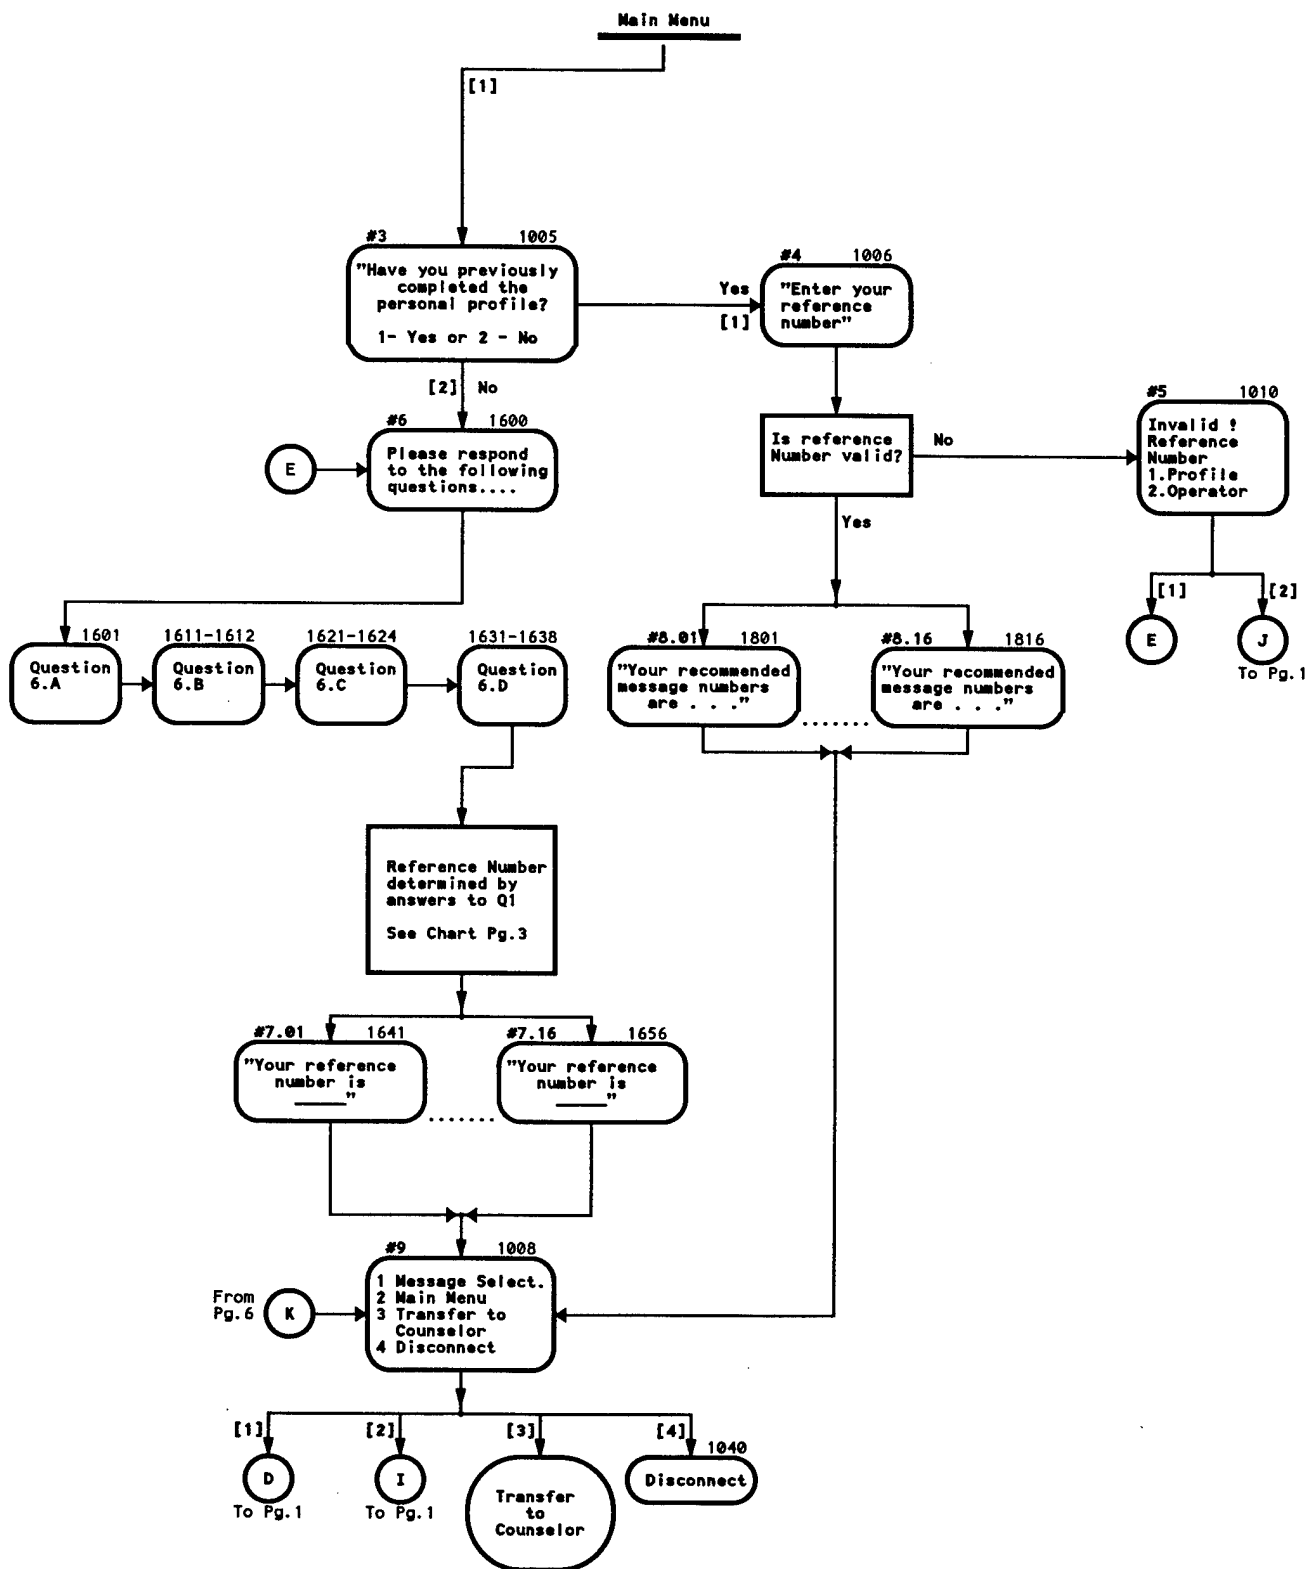 Main Menu
[1]
#3 1005
"Have you previously
completed the
personal profile?
1- Yes or 2 - No
Yes
[1]
#4 1006
"Enter your
reference
number"
[2] No
#6 1600
Please respond
to the following
questions....
E
Is reference
Number valid?
No
Yes
#5 1010
Invalid !
Reference
Number
1.Profile
2.Operator
[1]
[2]
E
J
To Pg.1
1601
Question
6.A
1611-1612
Question
6.B
1621-1624
Question
6.C
1631-1638
Question
6.D
#8.01 1801
"Your recommended
message numbers
are . . ."
.......
#8.16 1816
"Your recommended
message numbers
are . . ."
Reference Number
determined by
answers to Q1
See Chart Pg.3
#7.01 1641
"Your reference
number is
_____"
.......
#7.16 1656
"Your reference
number is
_____"
From
Pg.6
K
#9 1008
1 Message Select.
2 Main Menu
3 Transfer to
Counselor
4 Disconnect
[1]
D
To Pg.1
[2]
I
To Pg.1
[3]
Transfer
to
Counselor
[4]
1040
Disconnect